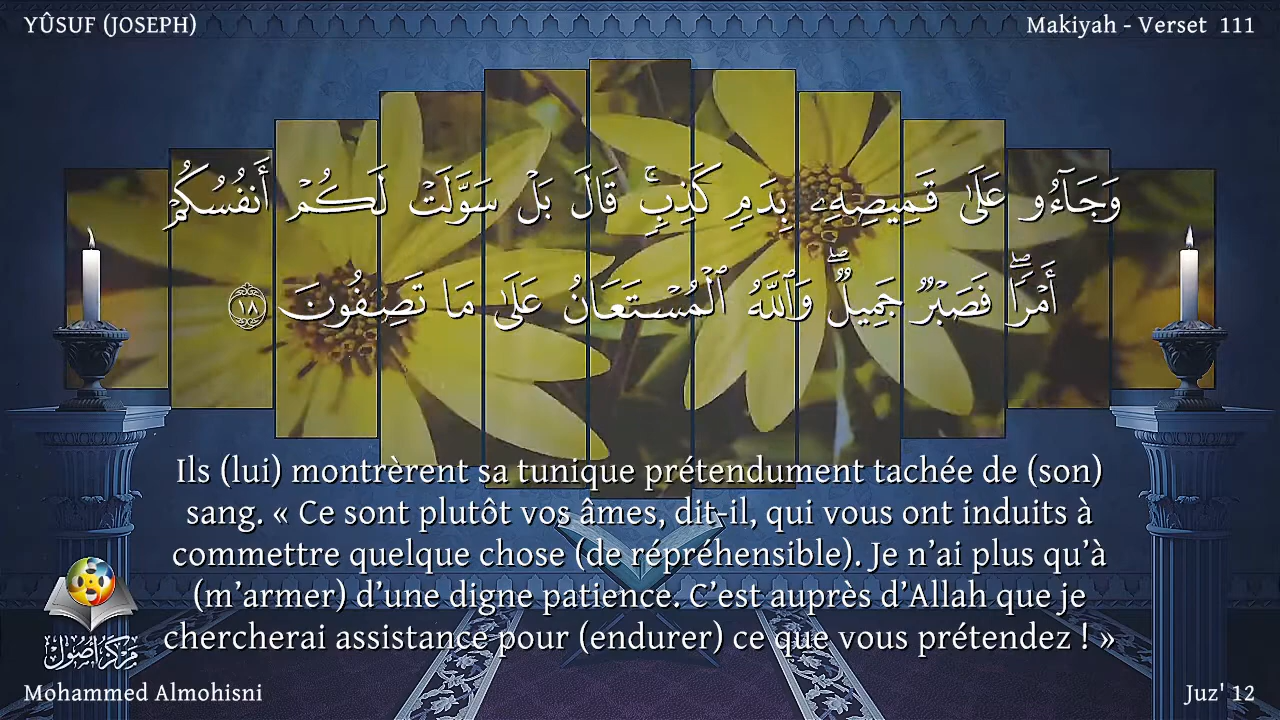 YÛSUF (JOSEPH)
Makiyah - Verset 111
وَجَآءُو عَلَىٰ قَمِيصِهِۦ بِدَمٍ كَذِبٍۚ قَالَ بَلْ سَوَّلَتْ لَكُمْ أَنفُسُكُمْ
أَمْرًاۖ فَصَبْرٌ جَمِيلٌۖ وَٱللَّهُ ٱلْمُسْتَعَانُ عَلَىٰ مَا تَصِفُونَ ١٨
Ils (lui) montrèrent sa tunique prétendument tachée de (son)
sang. « Ce sont plutôt vos âmes, dit-il, qui vous ont induits à
commettre quelque chose (de répréhensible). Je n’ai plus qu’à
(m’armer) d’une digne patience. C’est auprès d’Allah que je
chercherai assistance pour (endurer) ce que vous prétendez ! »
مركز أصول
Mohammed Almohisni
Juz' 12